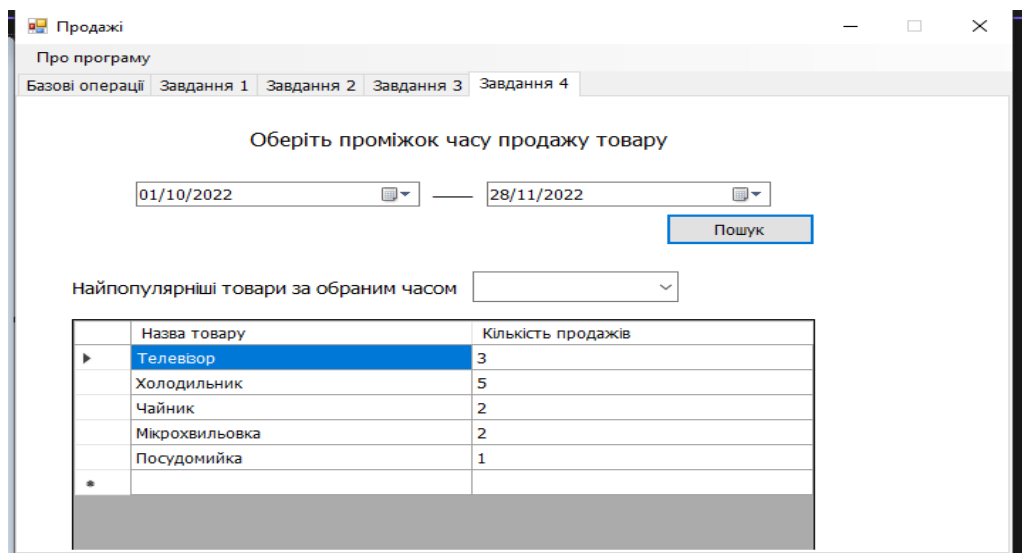 Продажі
Про програму
Базові операції Завдання 1 Завдання 2 Завдання 3 Завдання 4
Оберіть проміжок часу продажу товару
01/10/2022 —— 28/11/2022
Пошук
Найпопулярніші товари за обраним часом
Назва товару Кількість продажів
Телевізор 3
Холодильник 5
Чайник 2
Мікрохвильовка 2
Посудомийка 1